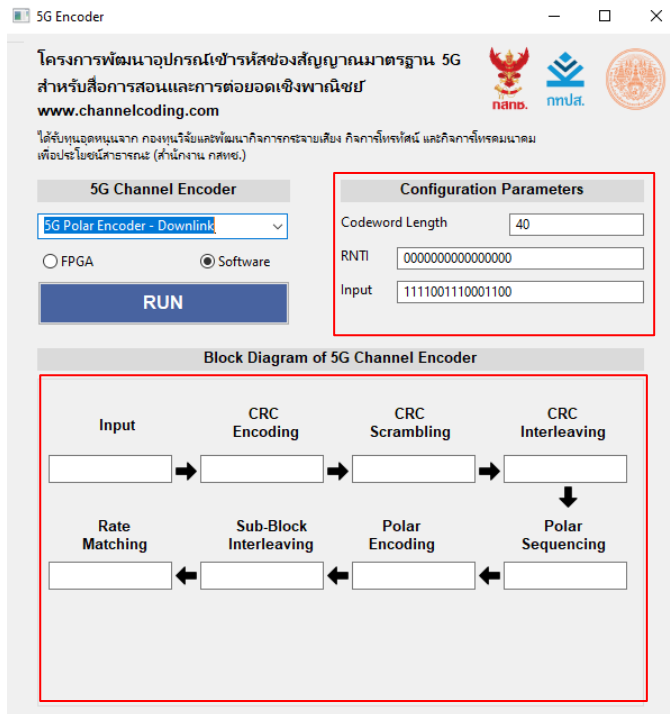 5G Encoder
โครงการพัฒนาอุปกรณ์เข้ารหัสช่องสัญญาณมาตรฐาน 5G
สำหรับสื่อการสอนและการต่อยอดเชิงพาณิชย์
www.channelcoding.com
กสทช.
กทปส.
ได้รับทุนอุดหนุนจาก กองทุนวิจัยและพัฒนากิจการกระจายเสียง กิจการโทรทัศน์ และกิจการโทรคมนาคม
เพื่อประโยชน์สาธารณะ (สำนักงาน กสทช.)
5G Channel Encoder
5G Polar Encoder - Downlink
FPGA
Software
RUN
Configuration Parameters
Codeword Length 40
RNTI 0000000000000000
Input 1111001110001100
Block Diagram of 5G Channel Encoder
Input
CRC
Encoding
CRC
Scrambling
CRC
Interleaving
Rate
Matching
Sub-Block
Interleaving
Polar
Encoding
Polar
Sequencing